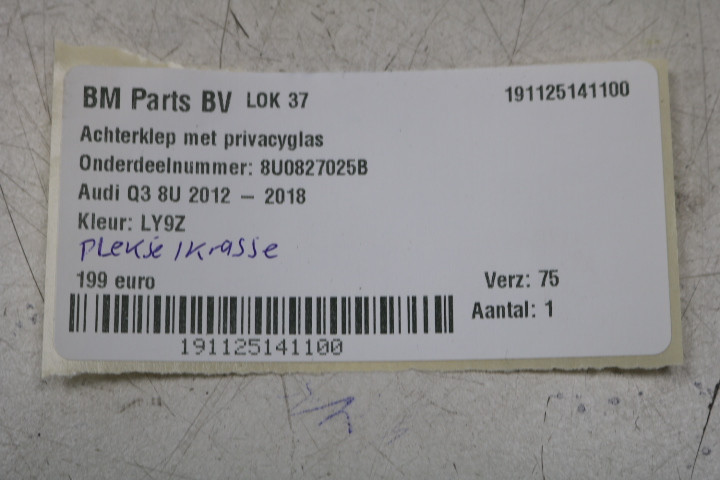 BM Parts BV LOK 37 191125141100
Achterklep met privacyglas
Onderdeelnummer: 8U0827025B
Audi Q3 8U 2012 – 2018
Kleur: LY9Z
plekje / krasse
199 euro Verz: 75
Aantal: 1
191125141100